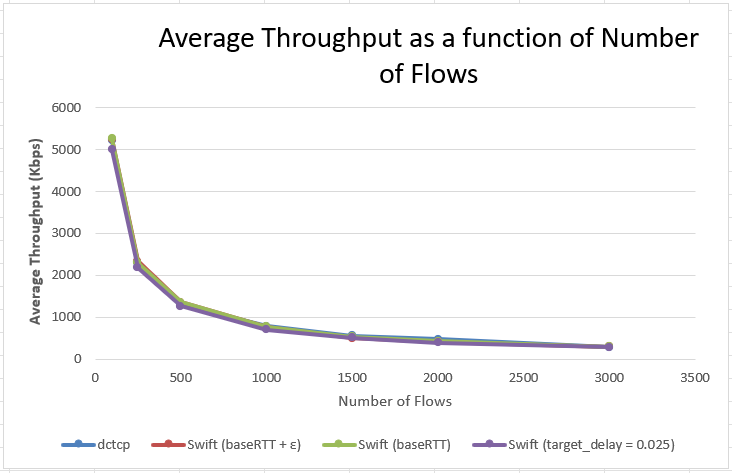 Average Throughput as a function of Number
of Flows
6000
5000
4000
3000
2000
1000
0
Average Throughput (Kbps)
0 500 1000 1500 2000 2500 3000 3500
Number of Flows
dctcp Swift (baseRTT + ε) Swift (baseRTT) Swift (target_delay = 0.025)